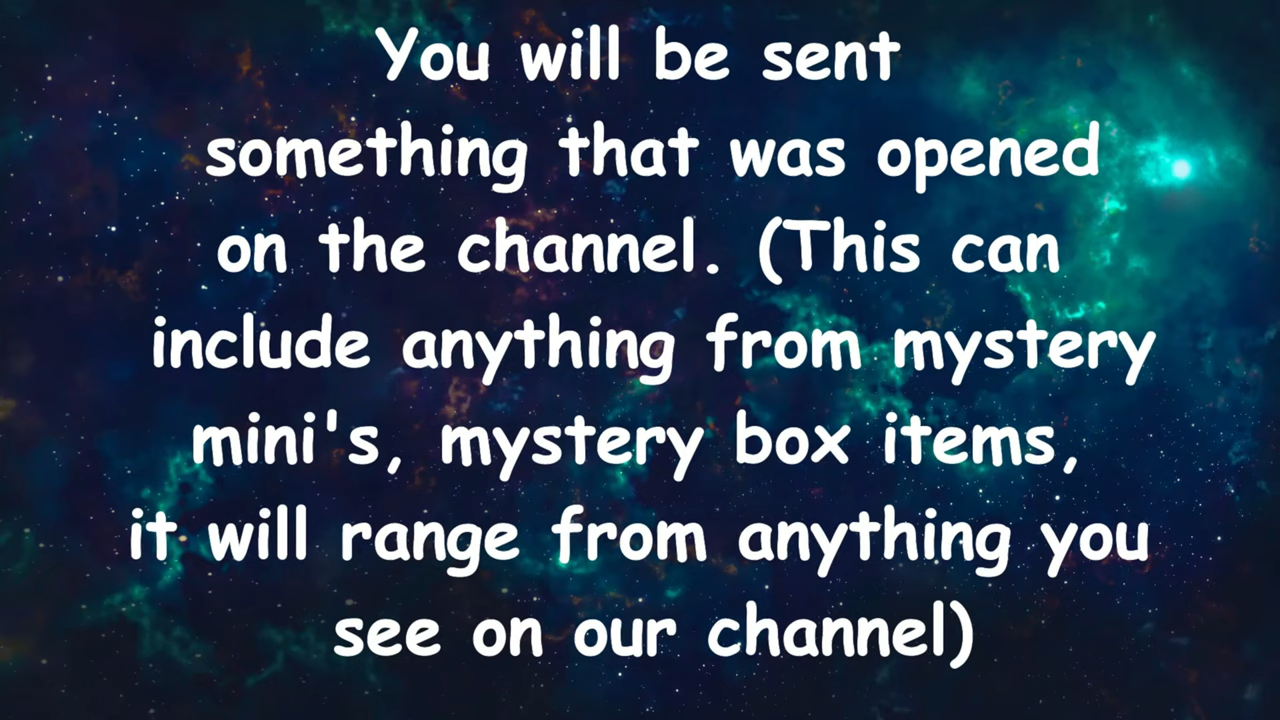 You will be sent
something that was opened
on the channel. (This can
include anything from mystery
mini's, mystery box items,
it will range from anything you
see on our channel)